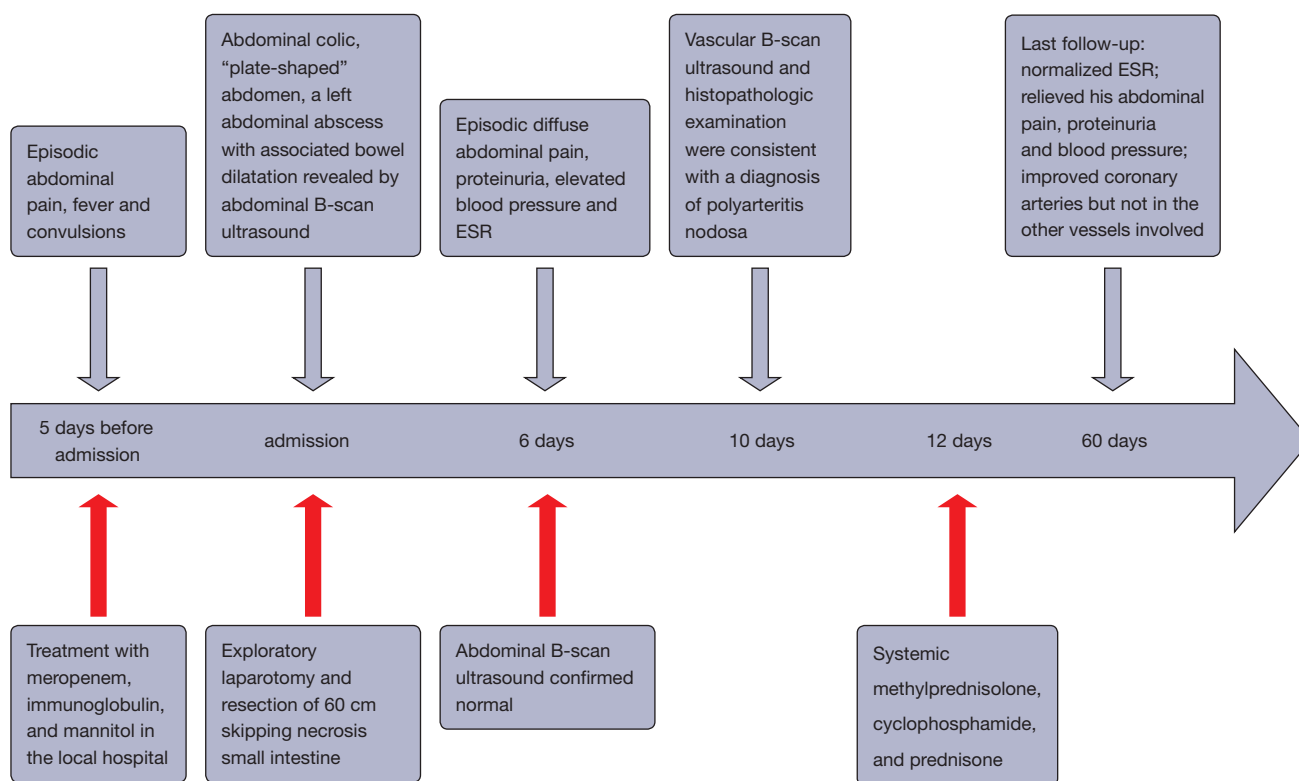 Episodic
abdominal
pain, fever and
convulsions
Abdominal colic,
“plate-shaped”
abdomen, a left
abdominal abscess
with associated bowel
dilatation revealed by
abdominal B-scan
ultrasound
Episodic diffuse
abdominal pain,
proteinuria, elevated
blood pressure and
ESR
Vascular B-scan
ultrasound and
histopathologic
examination
were consistent
with a diagnosis
of polyarteritis
nodosa
Last follow-up:
normalized ESR;
relieved his abdominal
pain, proteinuria
and blood pressure;
improved coronary
arteries but not in the
other vessels involved
5 days before
admission
admission
6 days
10 days
12 days
60 days
Treatment with
meropenem,
immunoglobulin,
and mannitol in
the local hospital
Exploratory
laparotomy and
resection of 60 cm
skipping necrosis
small intestine
Abdominal B-scan
ultrasound confirmed
normal
Systemic
methylprednisolone,
cyclophosphamide,
and prednisone